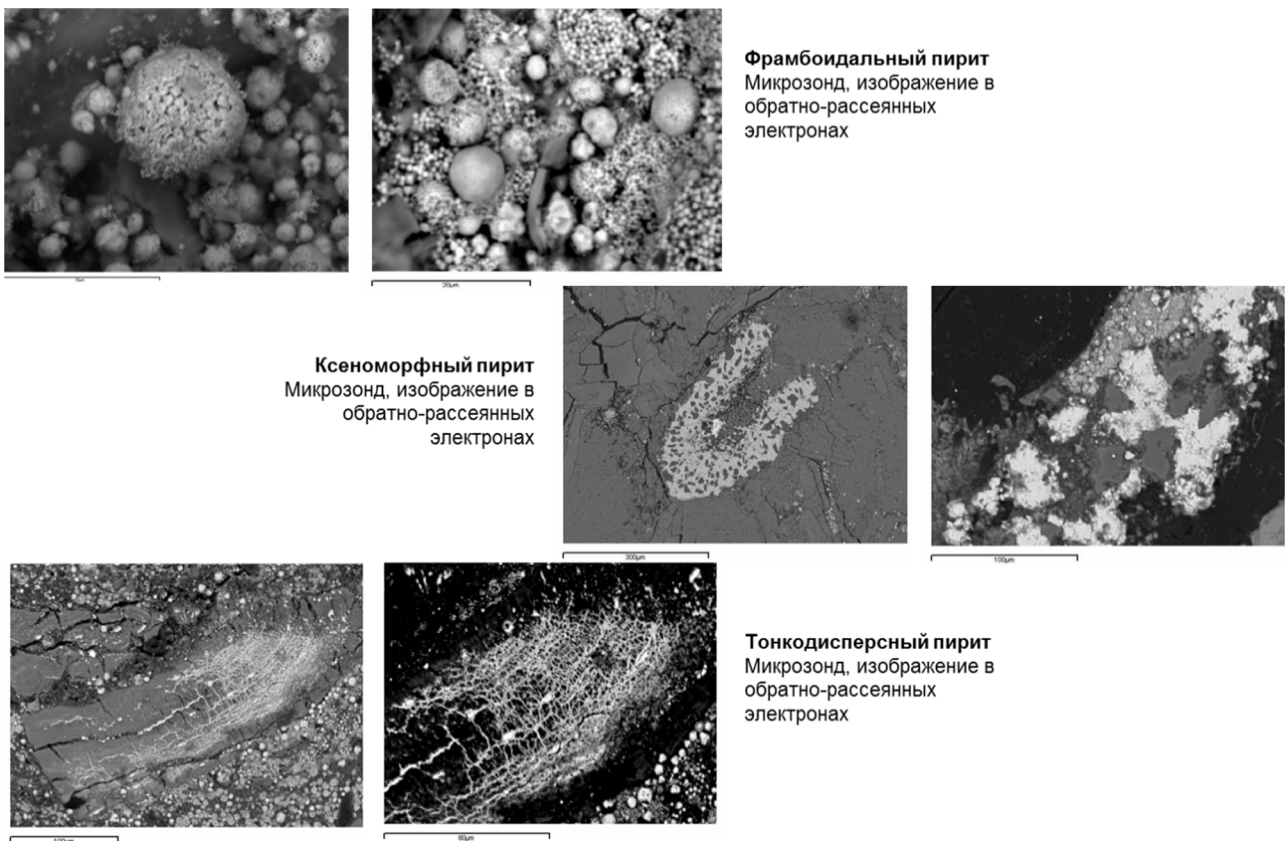 Фрамбоидальный пирит
Микрозонд, изображение в
обратно-рассеянных
электронах
20µm
Ксеноморфный пирит
Микрозонд, изображение в
обратно-рассеянных
электронах
300µm
100µm
Тонкодисперсный пирит
Микрозонд, изображение в
обратно-рассеянных
электронах
60µm